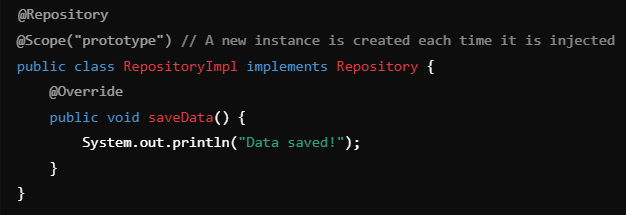 @Repository
@Scope("prototype") // A new instance is created each time it is injected
public class RepositoryImpl implements Repository {
    @Override
    public void saveData() {
        System.out.println("Data saved!");
    }
}